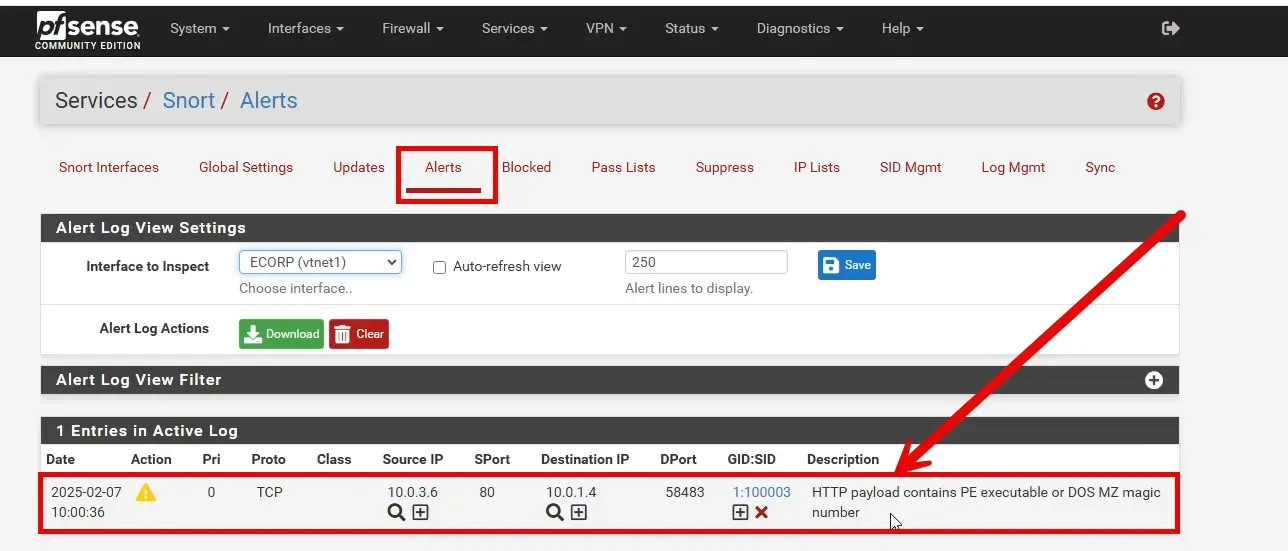 pfsense System Interfaces Firewall Services VPN Status Diagnostics Help
COMMUNITY EDITION
Services / Snort / Alerts
Snort Interfaces Global Settings Updates Alerts Blocked Pass Lists Suppress IP Lists SID Mgmt Log Mgmt Sync
Alert Log View Settings
Interface to Inspect ECORP (vtnet1) Auto-refresh view 250 Save
Choose interface.. Alert lines to display.
Alert Log Actions Download Clear
Alert Log View Filter
1 Entries in Active Log
Date Action Pri Proto Class Source IP SPort Destination IP DPort GID:SID Description
2025-02-07 0 TCP 10.0.3.6 80 10.0.1.4 58483 1:100003 HTTP payload contains PE executable or DOS MZ magic
10:00:36 number